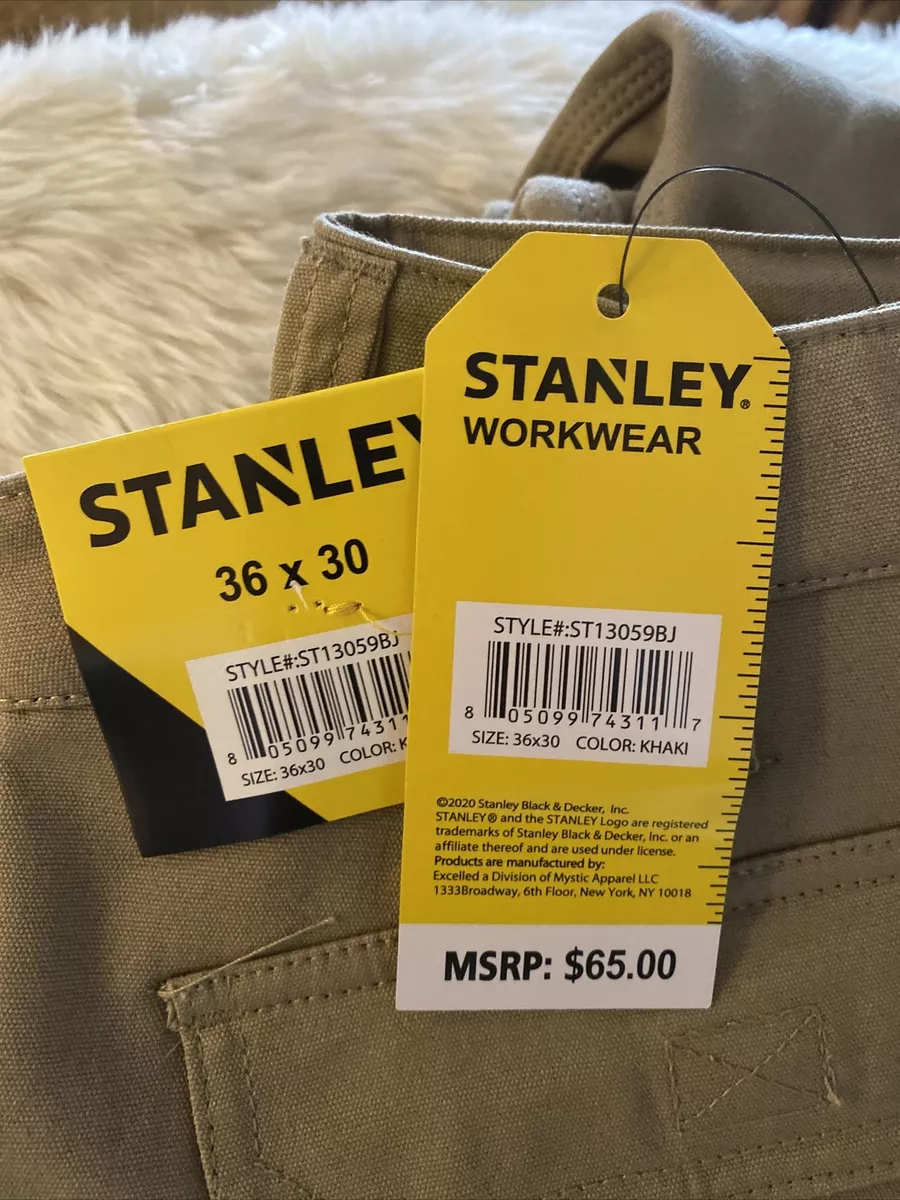 STANLEY
36 x 30
STYLE#:ST13059BJ
8 05099 74311
SIZE: 36x30 COLOR: K
STANLEY®
WORKWEAR
STYLE#:ST13059BJ
8 05099 74311 7
SIZE: 36x30 COLOR: KHAKI
©2020 Stanley Black & Decker, Inc.
STANLEY® and the STANLEY Logo are registered
trademarks of Stanley Black & Decker, Inc. or an
affiliate thereof and are used under license.
Products are manufactured by:
Excelled a Division of Mystic Apparel LLC
1333Broadway, 6th Floor, New York, NY 10018
MSRP: $65.00